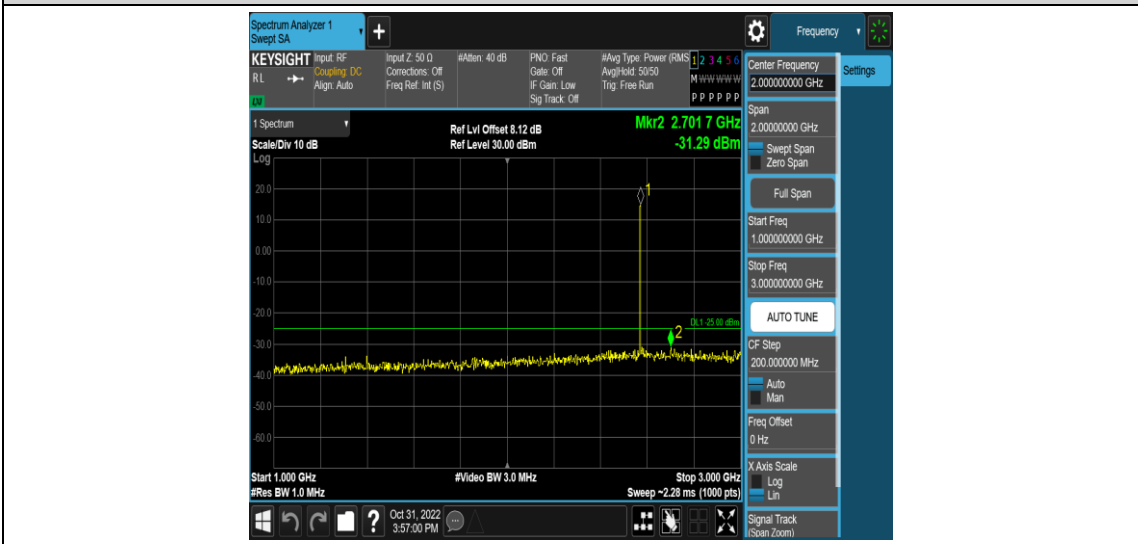 Spectrum Analyzer 1
Swept SA
+
Frequency
KEYSIGHT
RL
LXI
Input: RF
Coupling: DC
Align: Auto
Input Z: 50 Ω
Corrections: Off
Freq Ref: Int (S)
#Atten: 40 dB
PNO: Fast
Gate: Off
IF Gain: Low
Sig Track: Off
#Avg Type: Power (RMS
Avg|Hold: 50/50
Trig: Free Run
1 2 3 4 5 6
M W W W W W
P P P P P P
1 Spectrum
Scale/Div 10 dB
Log
Ref Lvl Offset 8.12 dB
Ref Level 30.00 dBm
Mkr2 2.701 7 GHz
-31.29 dBm
20.0
10.0
0.00
-10.0
-20.0
-30.0
-40.0
-50.0
-60.0
1
DL1 -25.00 dBm
2
Start 1.000 GHz
#Res BW 1.0 MHz
#Video BW 3.0 MHz
Stop 3.000 GHz
Sweep ~2.28 ms (1000 pts)
Center Frequency
2.000000000 GHz
Settings
Span
2.00000000 GHz
Swept Span
Zero Span
Full Span
Start Freq
1.000000000 GHz
Stop Freq
3.000000000 GHz
AUTO TUNE
CF Step
200.000000 MHz
Auto
Man
Freq Offset
0 Hz
X Axis Scale
Log
Lin
Signal Track
(Span Zoom)
?
Oct 31, 2022
3:57:00 PM